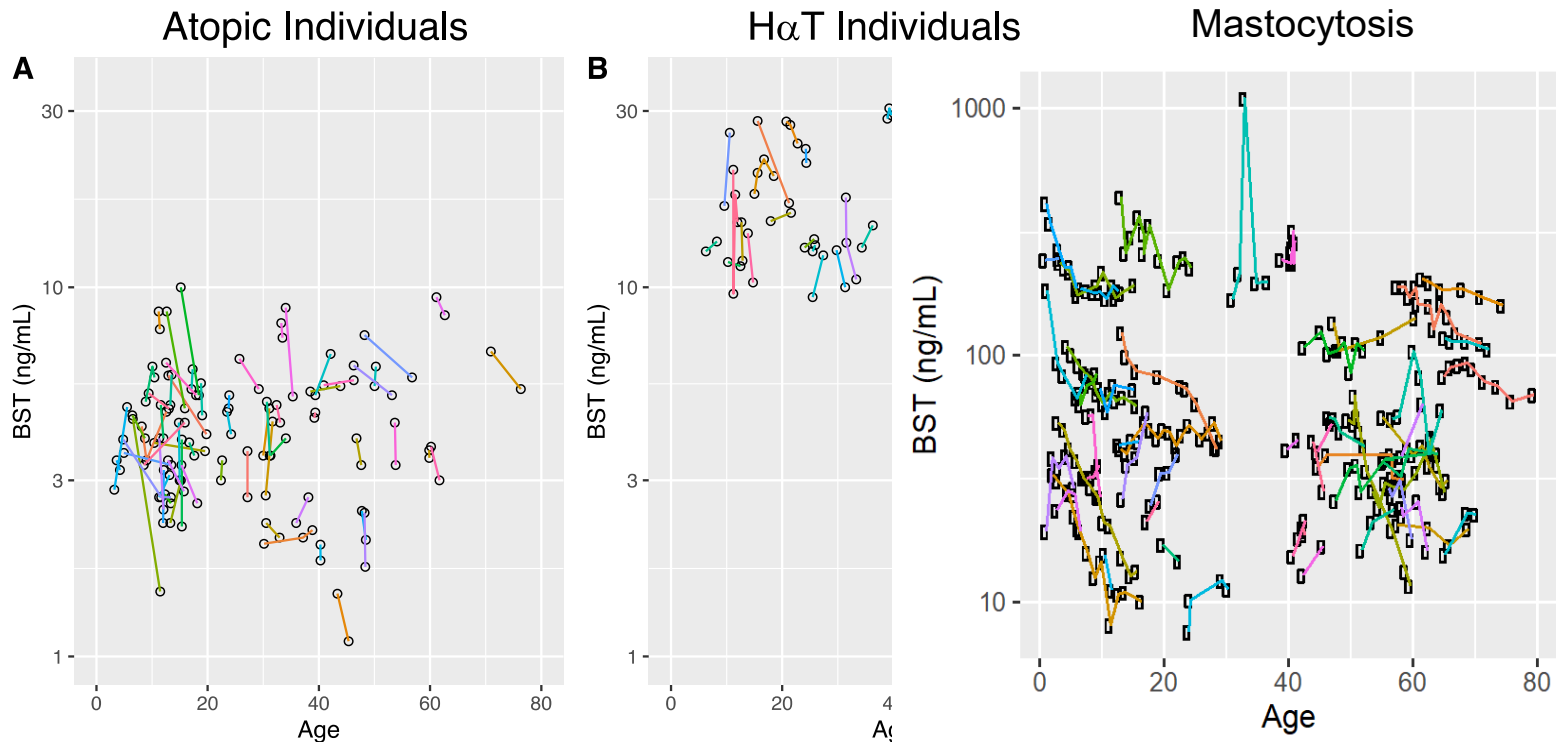 Atopic Individuals
HαT Individuals
Mastocytosis
A
BST (ng/mL)
30
10
3
1
0 20 40 60 80
Age
B
BST (ng/mL)
30
10
3
1
0 20 4
Ag
BST (ng/mL)
1000
100
10
0 20 40 60 80
Age